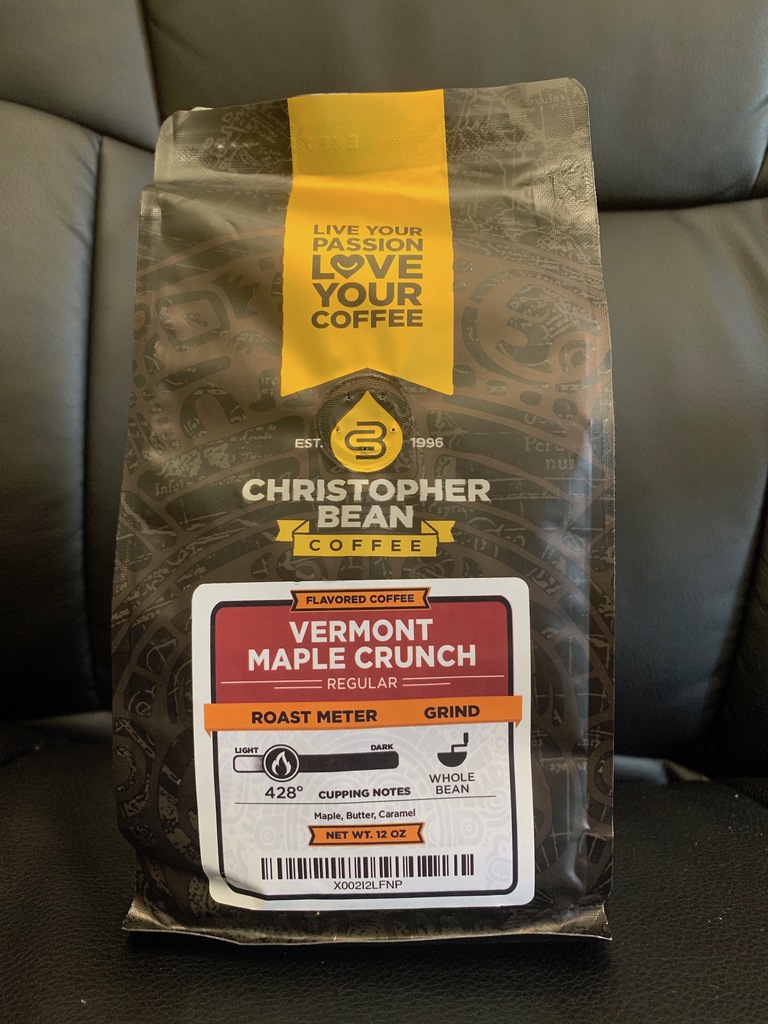 LIVE YOUR
PASSION
LOVE
YOUR
COFFEE
EST. 1996
CHRISTOPHER
BEAN
COFFEE
FLAVORED COFFEE
VERMONT
MAPLE CRUNCH
REGULAR
ROAST METER GRIND
LIGHT DARK
428° CUPPING NOTES
WHOLE
BEAN
Maple, Butter, Caramel
NET WT. 12 OZ
X002I2LFNP